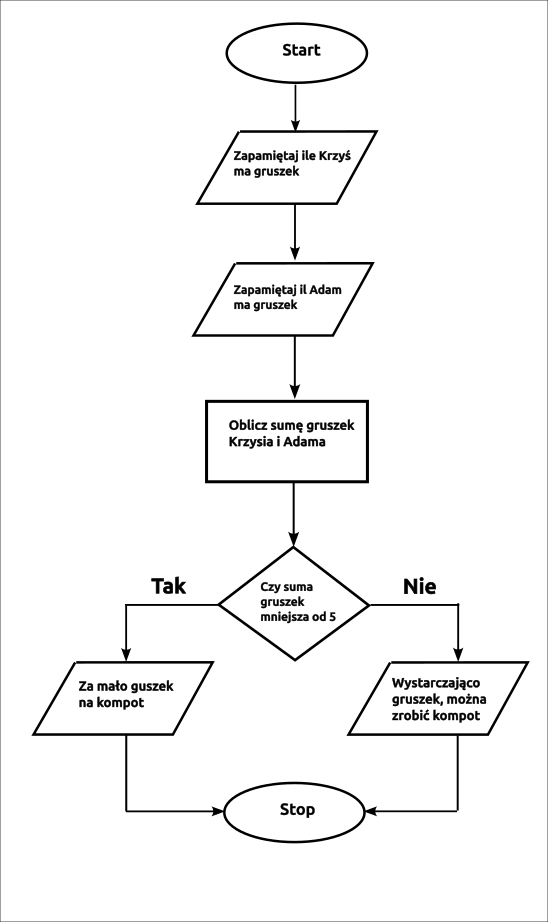 Start
Zapamiętaj ile Krzyś
ma gruszek
Zapamiętaj il Adam
ma gruszek
Oblicz sumę gruszek
Krzysia i Adama
Czy suma
gruszek
mniejsza od 5
Tak
Nie
Za mało guszek
na kompot
Wystarczająco
gruszek, można
zrobić kompot
Stop